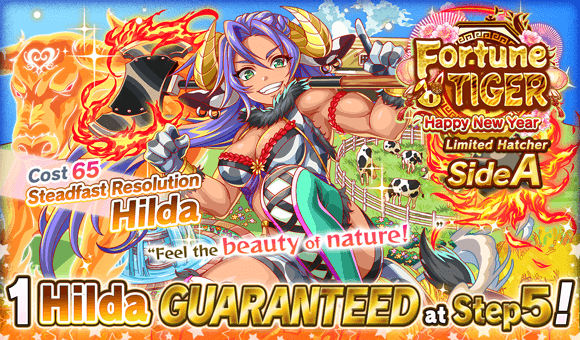 Fortune
TIGER
Happy New Year
Limited Hatcher
Side A
Cost 65
Steadfast Resolution
Hilda
“Feel the beauty of nature!”
1 Hilda GUARANTEED at Step 5!